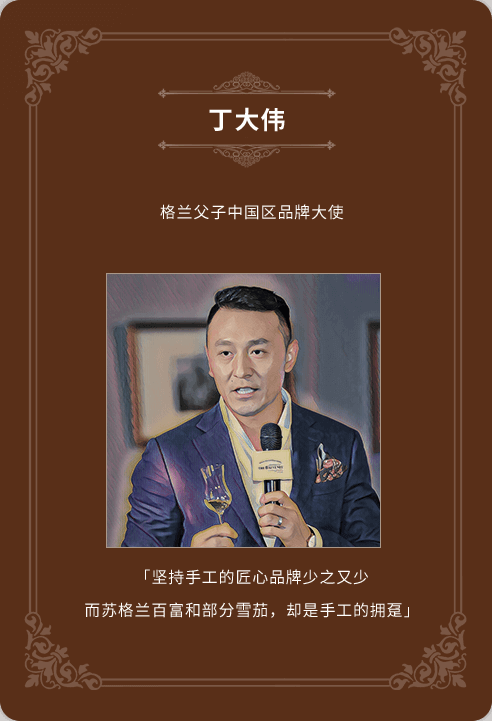 丁大伟
格兰父子中国区品牌大使
「坚持手工的匠心品牌少之又少
而苏格兰百富和部分雪茄，却是手工的拥趸」